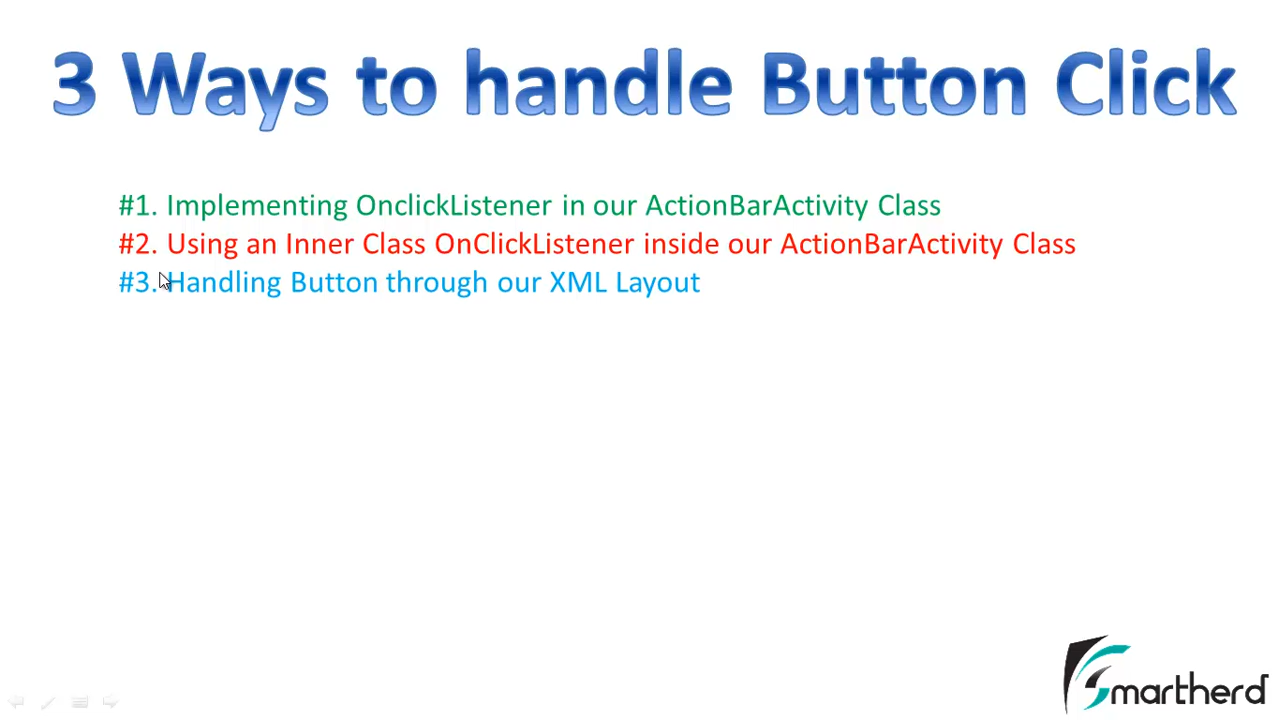 3 Ways to handle Button Click
#1. Implementing OnclickListener in our ActionBarActivity Class
#2. Using an Inner Class OnClickListener inside our ActionBarActivity Class
#3. Handling Button through our XML Layout
Smartherd